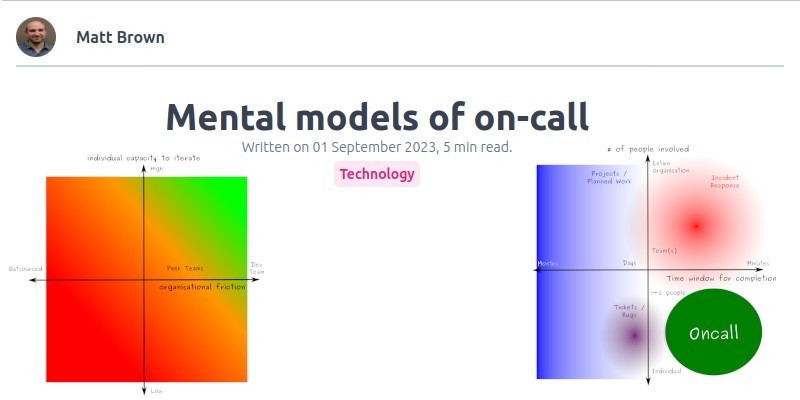 Matt Brown
Mental models of on-call
Written on 01 September 2023, 5 min read.
Technology
individual capacity to iterate
High
Outsourced
Peer Teams
Dev
Team
organisational friction
Low
# of people involved
Entire
Organisation
Projects /
Planned Work
Incident
Response
Team(s)
Months
Days
Minutes
Time window for completion
1-2 people
Tickets /
Bugs
Oncall
Individual